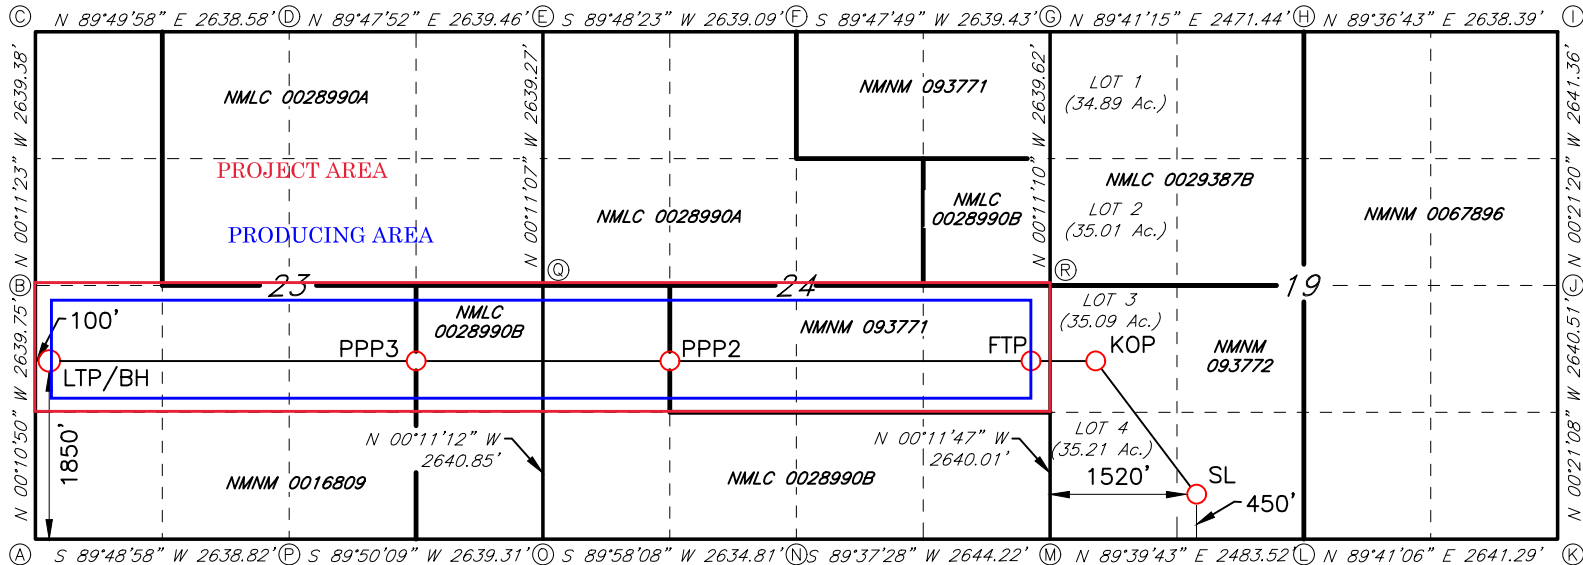 C N 89°49'58" E 2638.58' D N 89°47'52" E 2639.46' E S 89°48'23" W 2639.09' F S 89°47'49" W 2639.43' G N 89°41'15" E 2471.44' H N 89°36'43" E 2638.39' I
N 00°11'23" W 2639.38'
N 00°11'07" W 2639.27'
N 00°11'10" W 2639.62'
N 00°21'20" W 2641.36'
NMLC 0028990A
NMNM 093771
LOT 1
(34.89 Ac.)
PROJECT AREA
PRODUCING AREA
NMLC 0028990A
NMLC
0028990B
NMLC 0029387B
LOT 2
(35.01 Ac.)
NMNM 0067896
B 23 Q 24 R 19 J
N 00°10'50" W 2639.75'
100'
LTP/BH
PPP3
NMLC
0028990B
PPP2
NMNM 093771
FTP
LOT 3
(35.09 Ac.)
KOP
NMNM
093772
N 00°21'08" W 2640.51'
1850'
NMNM 0016809
N 00°11'12" W
2640.85'
NMLC 0028990B
N 00°11'47" W
2640.01'
LOT 4
(35.21 Ac.)
1520'
SL
450'
A S 89°48'58" W 2638.82' P S 89°50'09" W 2639.31' O S 89°58'08" W 2634.81' N S 89°37'28" W 2644.22' M N 89°39'43" E 2483.52' L N 89°41'06" E 2641.29' K